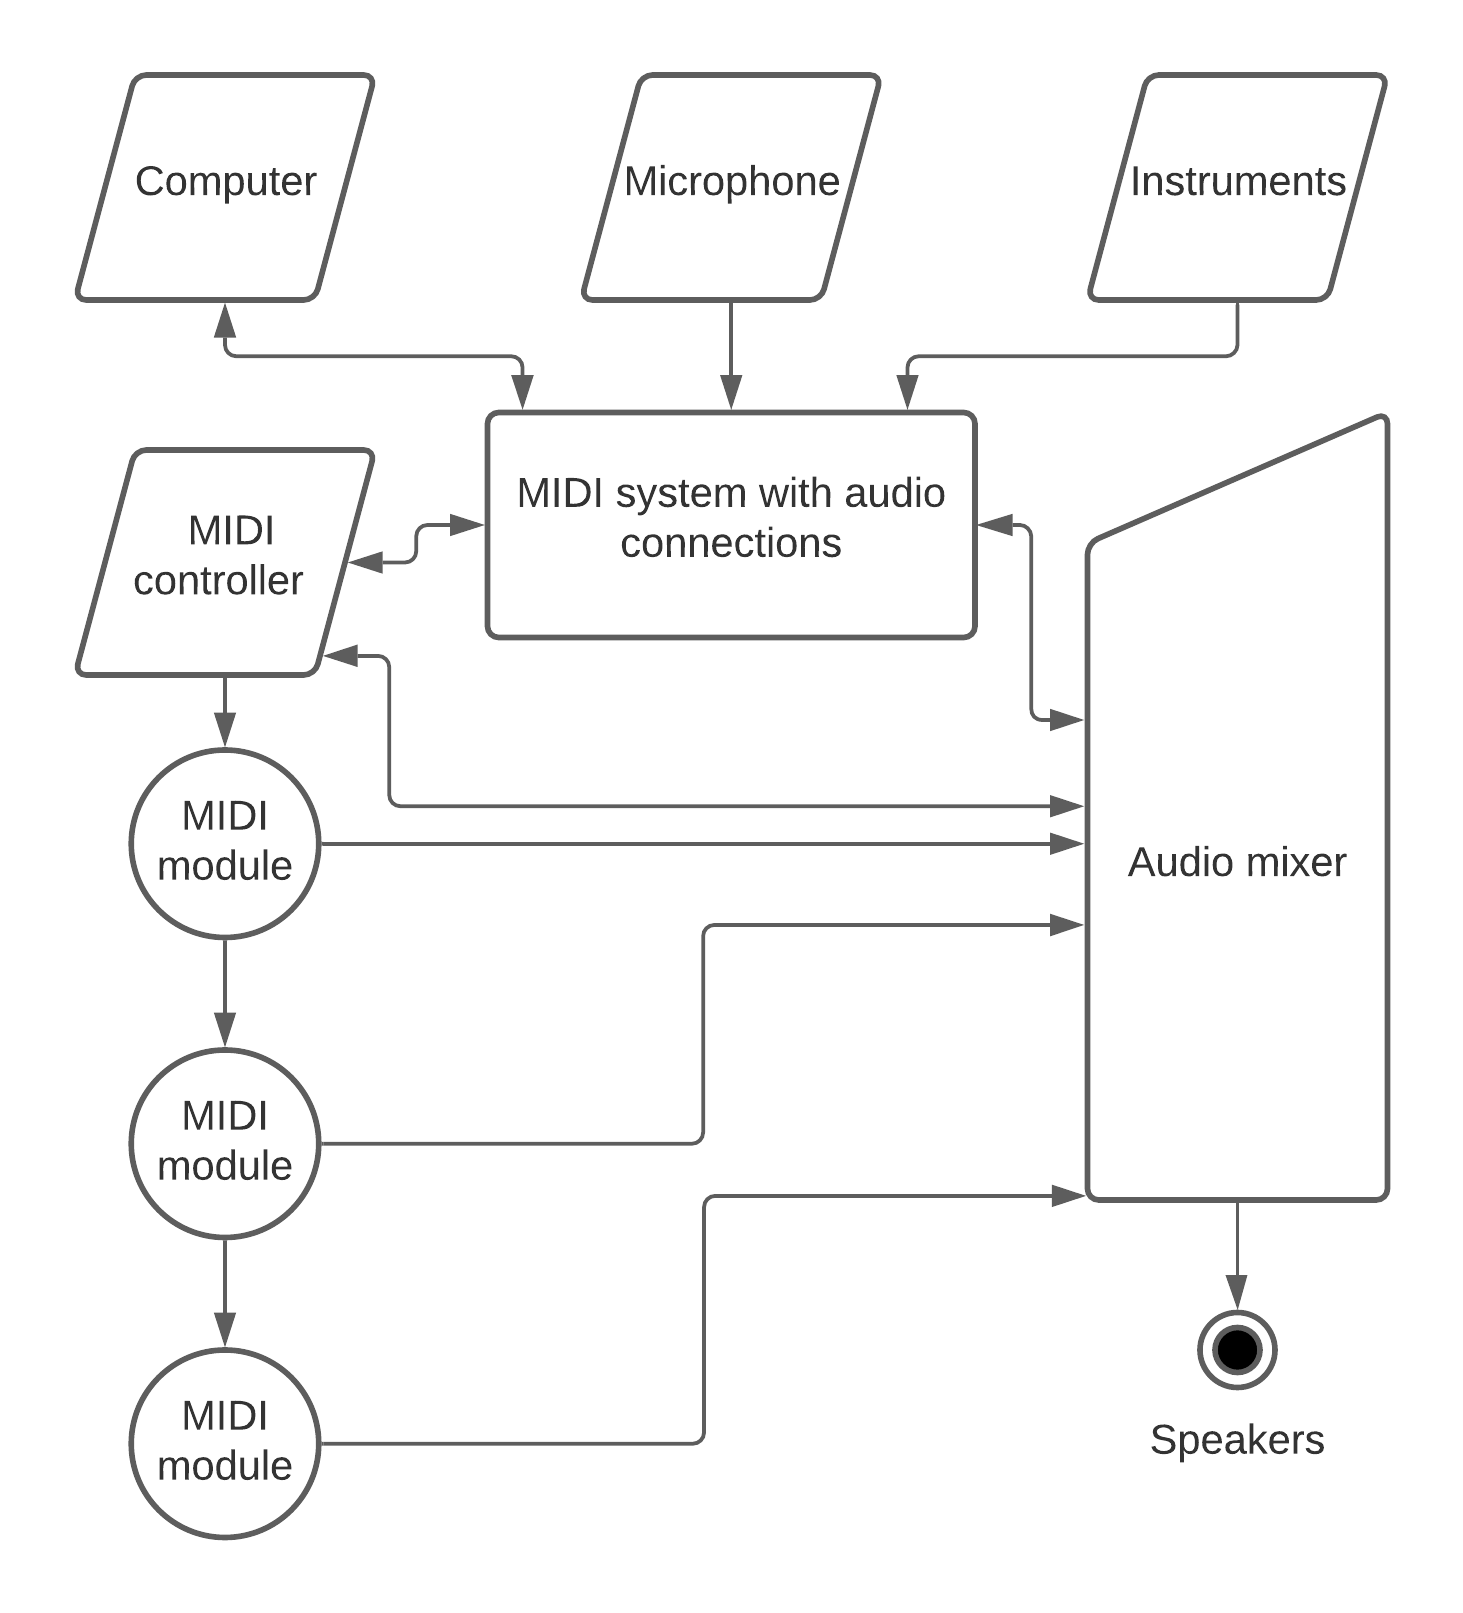 Computer
Microphone
Instruments
MIDI system with audio
connections
MIDI
controller
MIDI
module
Audio mixer
MIDI
module
MIDI
module
Speakers